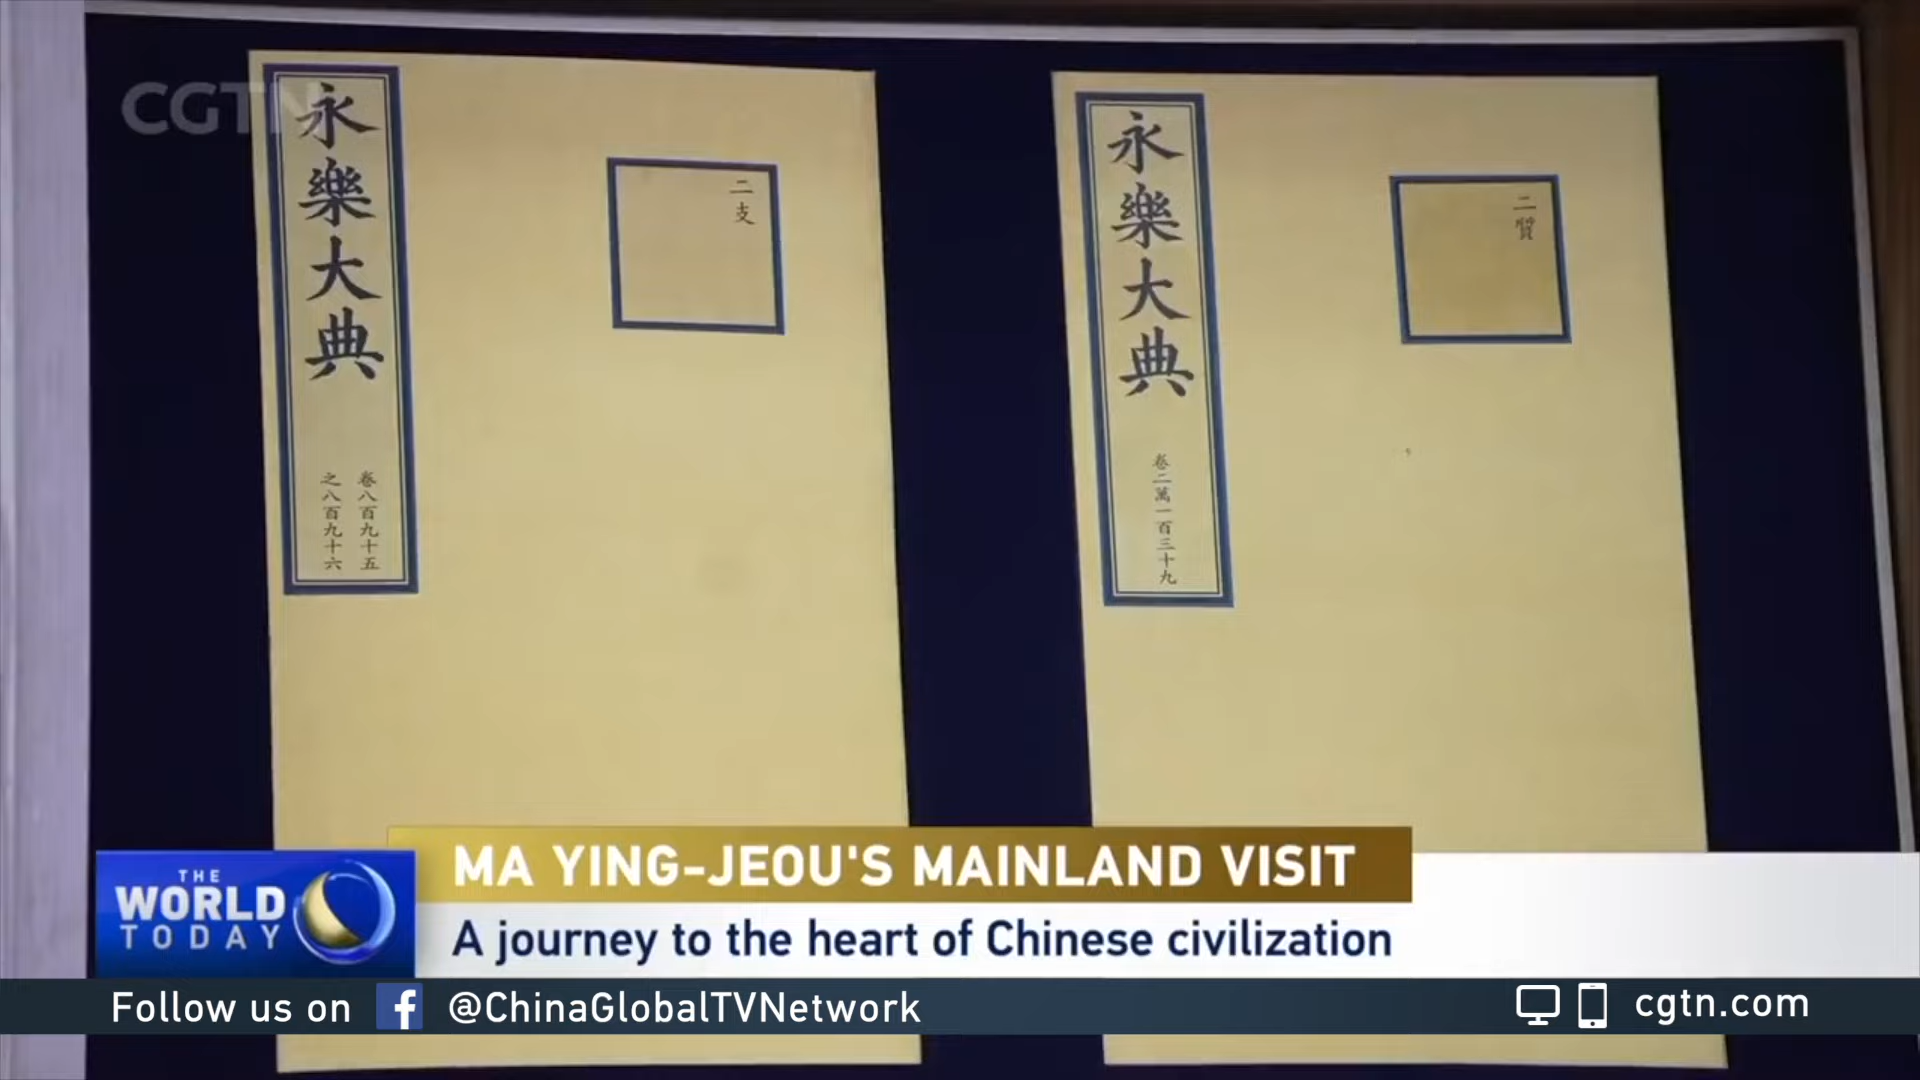 CGTN
永樂大典
卷八百九十五
之八百九十六
二支
永樂大典
卷二萬一百三十九
二質
MA YING-JEOU'S MAINLAND VISIT
THE
WORLD
TODAY
A journey to the heart of Chinese civilization
Follow us on @ChinaGlobalTVNetwork
cgtn.com